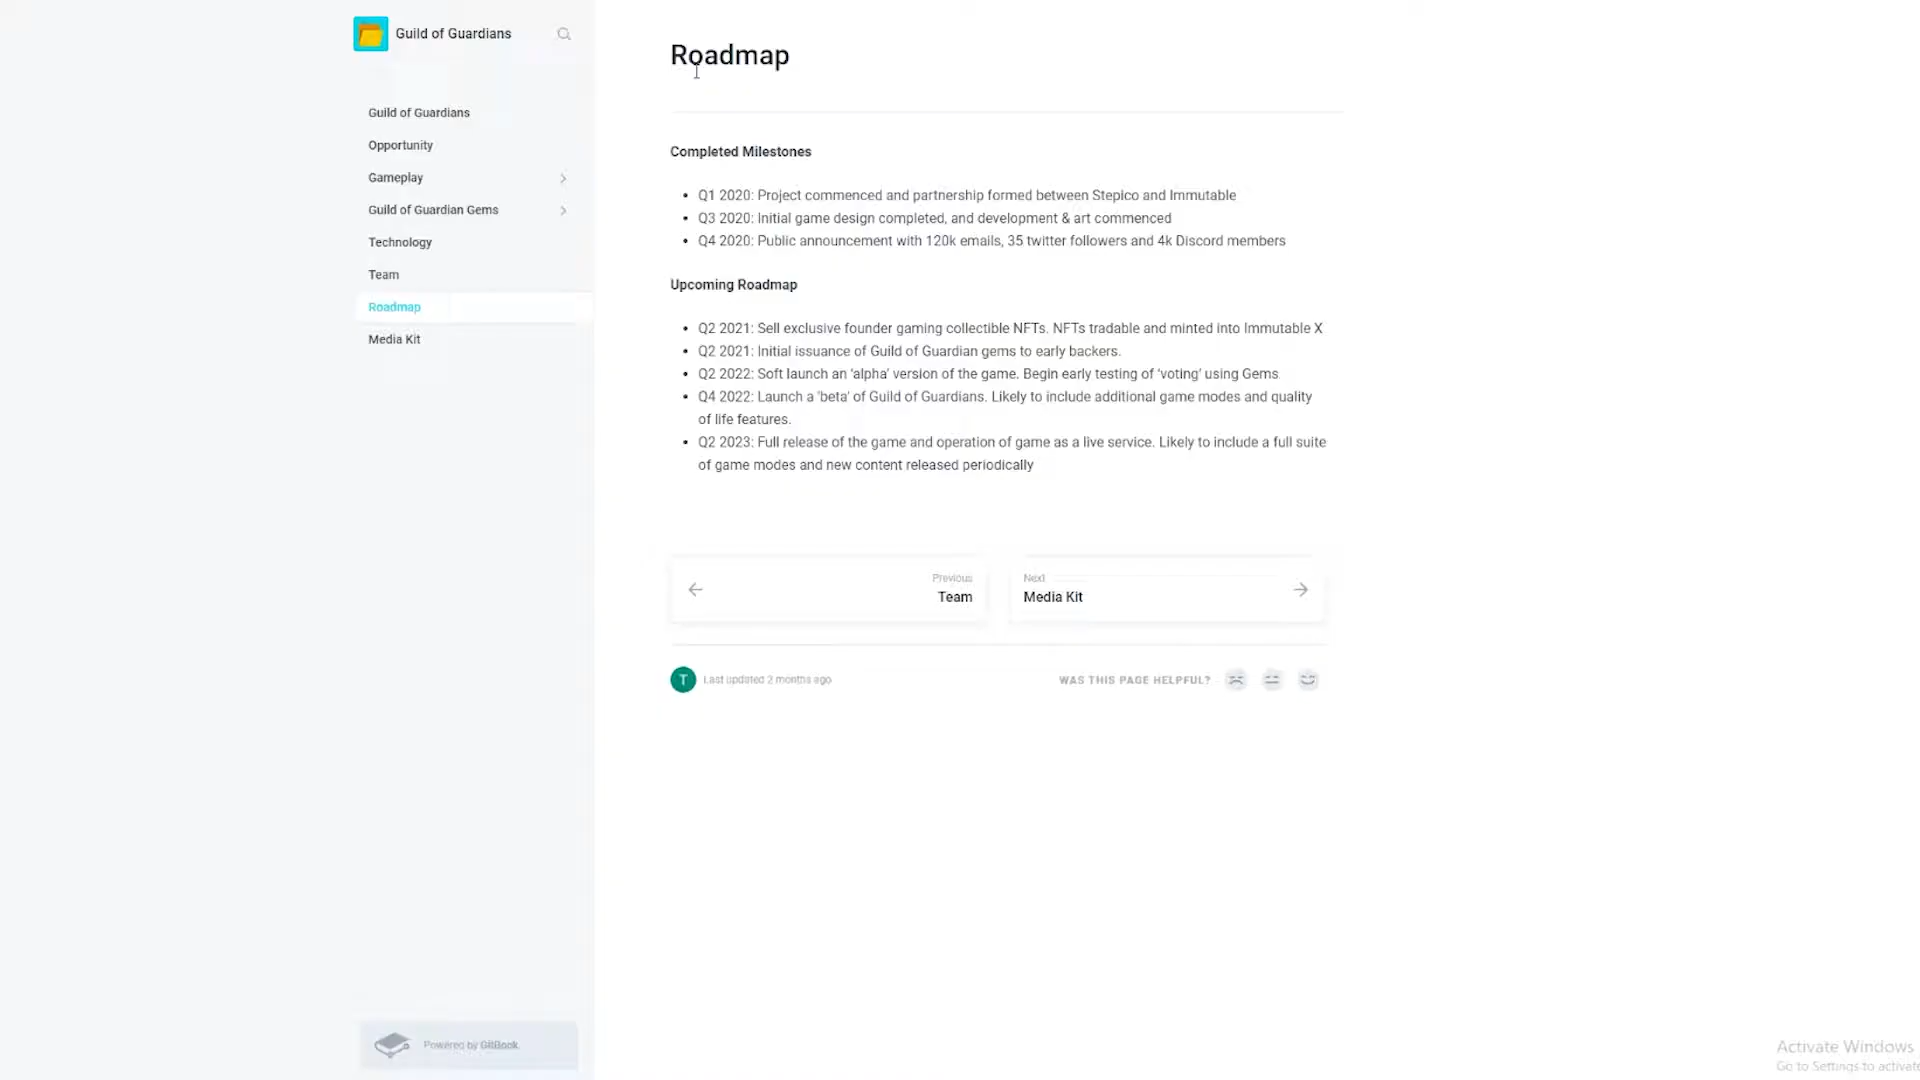 Guild of Guardians
Guild of Guardians
Opportunity
Gameplay
Guild of Guardian Gems
Technology
Team
Roadmap
Media Kit
Powered by GitBook.
Roadmap
Completed Milestones
Q1 2020: Project commenced and partnership formed between Stepico and Immutable
Q3 2020: Initial game design completed, and development & art commenced
Q4 2020: Public announcement with 120k emails, 35 twitter followers and 4k Discord members
Upcoming Roadmap
Q2 2021: Sell exclusive founder gaming collectible NFTs. NFTs tradable and minted into Immutable X
Q2 2021: Initial issuance of Guild of Guardian gems to early backers.
Q2 2022: Soft launch an 'alpha' version of the game. Begin early testing of 'voting' using Gems
Q4 2022: Launch a 'beta' of Guild of Guardians. Likely to include additional game modes and quality
of life features.
Q2 2023: Full release of the game and operation of game as a live service. Likely to include a full suite
of game modes and new content released periodically
Previous
Team
Next
Media Kit
T
Last updated 2 months ago
WAS THIS PAGE HELPFUL?
Activate Windows
Go to Settings to activate